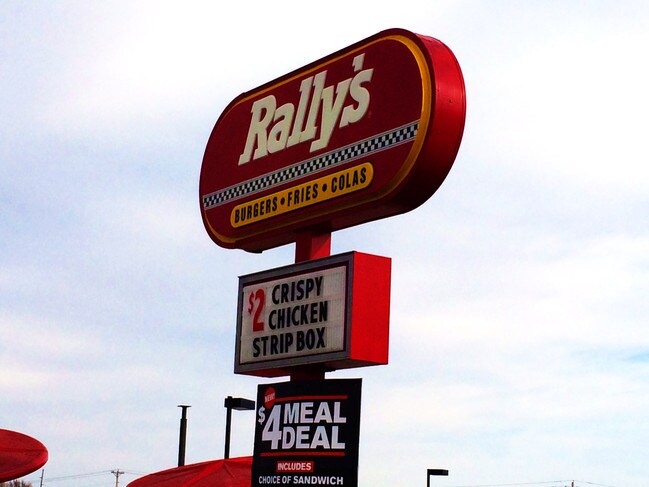 Rally's
BURGERS • FRIES • COLAS
$2 CRISPY
CHICKEN
STRIP BOX
NEW!
$4 MEAL
DEAL
INCLUDES
CHOICE OF SANDWICH